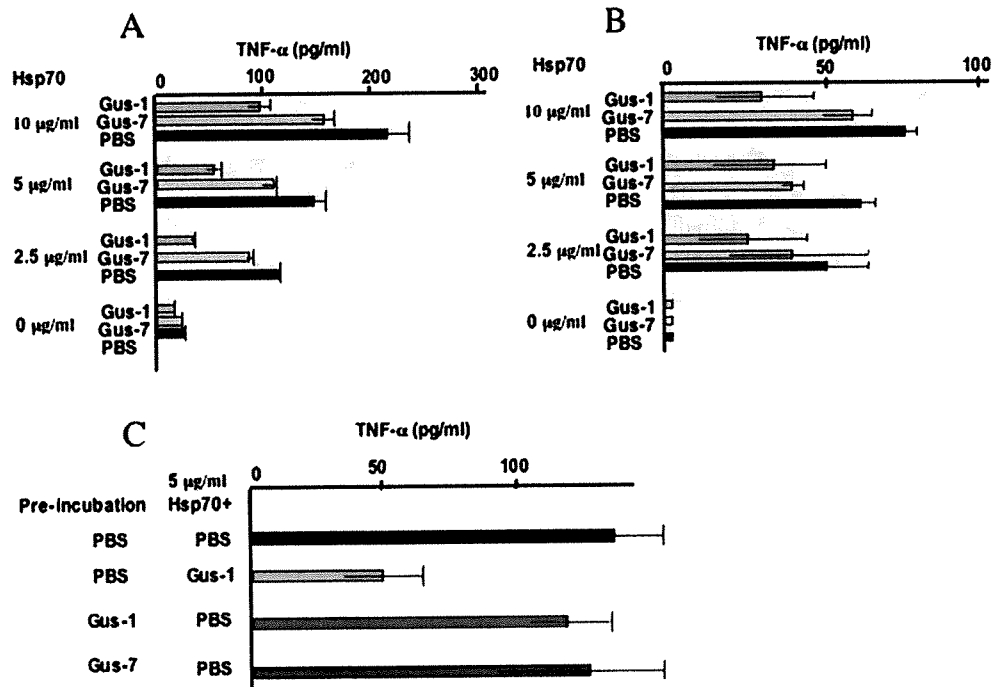 A
TNF-α (pg/ml)
Hsp70
0 100 200 300
Gus-1
10 µg/ml Gus-7
PBS
Gus-1
5 µg/ml Gus-7
PBS
Gus-1
2.5 µg/ml Gus-7
PBS
Gus-1
0 µg/ml Gus-7
PBS
B
TNF-α (pg/ml)
Hsp70
0 50 100
Gus-1
10 µg/ml Gus-7
PBS
Gus-1
5 µg/ml Gus-7
PBS
Gus-1
2.5 µg/ml Gus-7
PBS
Gus-1
0 µg/ml Gus-7
PBS
C
TNF-α (pg/ml)
0 50 100
5 µg/ml
Pre-incubation Hsp70+
PBS PBS
PBS Gus-1
Gus-1 PBS
Gus-7 PBS